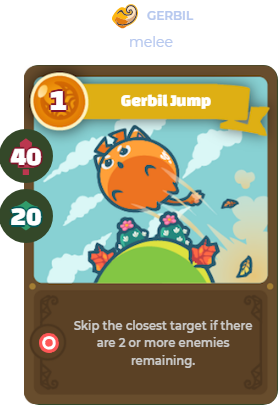 GERBIL
melee
1
Gerbil Jump
40
20
Skip the closest target if there
are 2 or more enemies
remaining.